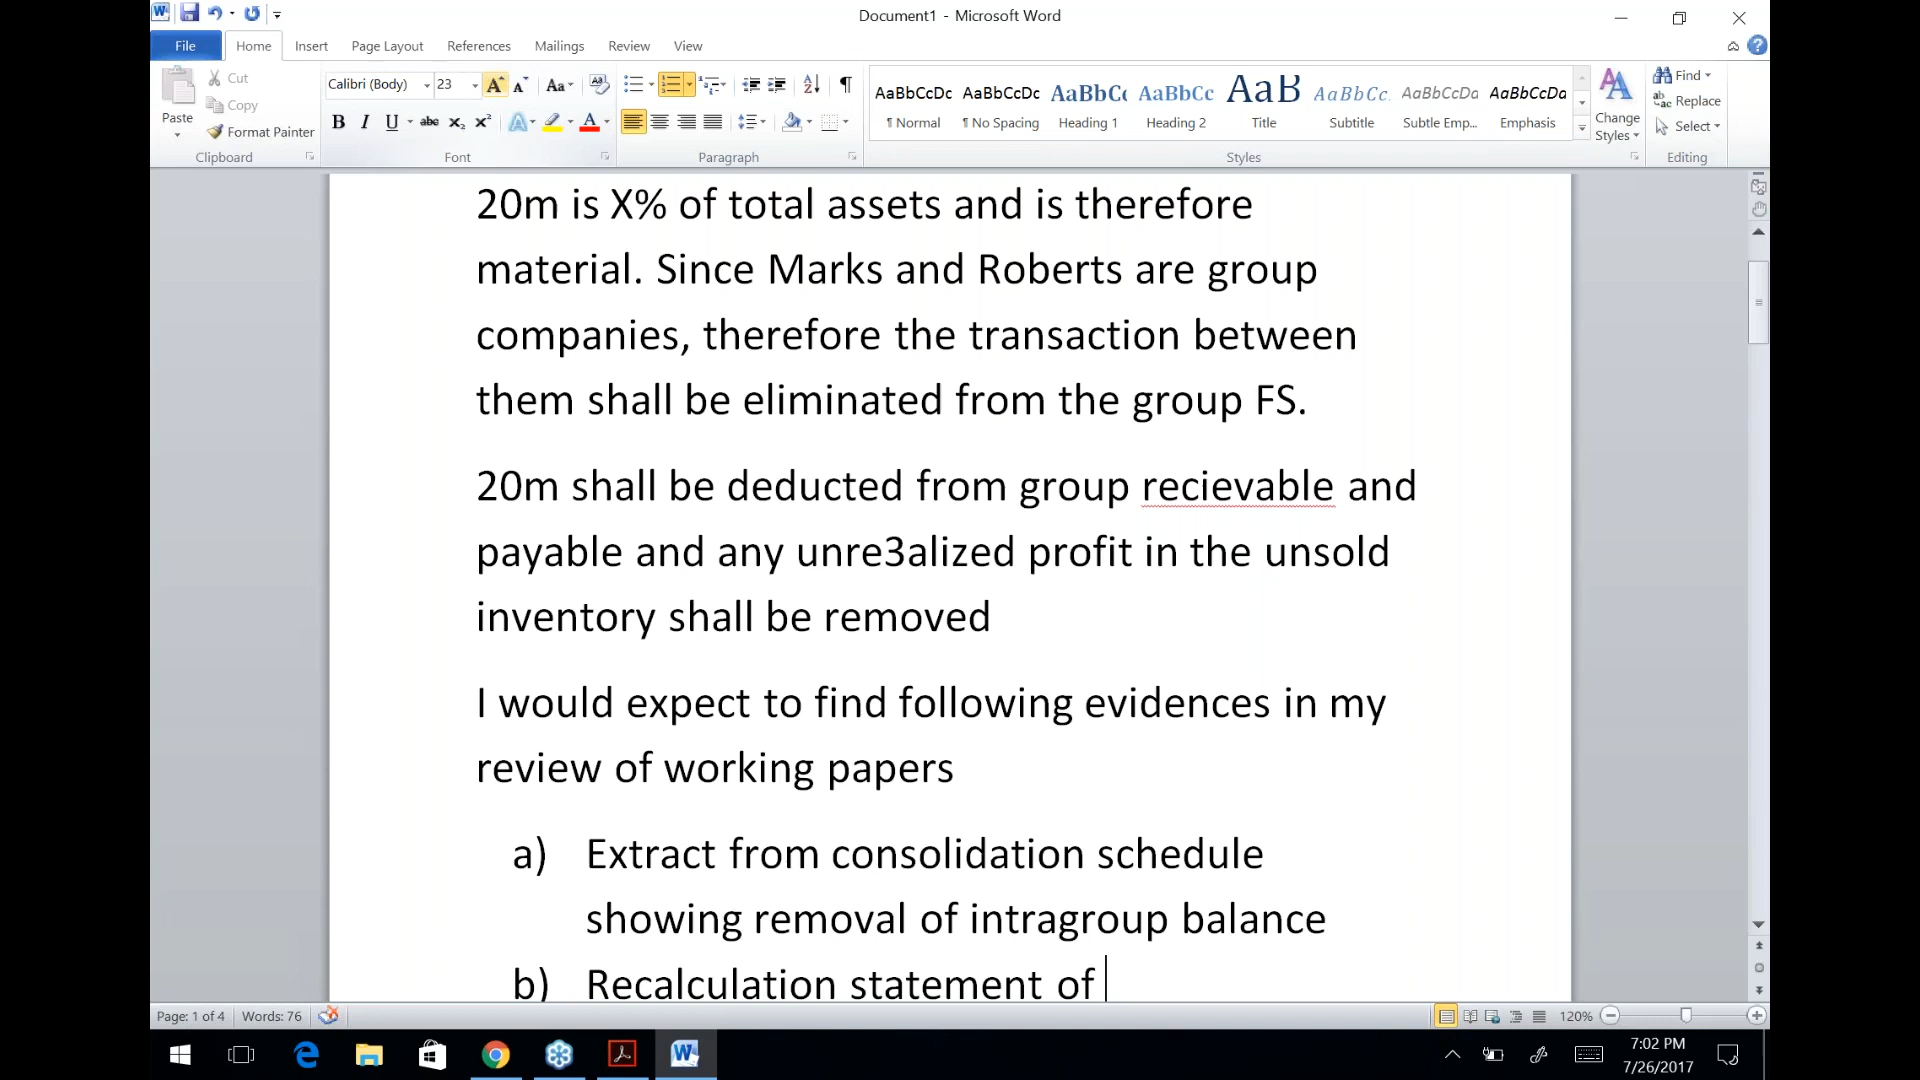 Document1 - Microsoft Word
File Home Insert Page Layout References Mailings Review View
Paste
Cut
Copy
Format Painter
Clipboard
Calibri (Body) 23
Font
Paragraph
AaBbCcDc AaBbCcDc AaBbCc AaBbCc AaB AaBbCc. AaBbCcDa AaBbCcDa
¶ Normal ¶ No Spacing Heading 1 Heading 2 Title Subtitle Subtle Emp... Emphasis
Change
Styles
Styles
Find
Replace
Select
Editing
20m is X% of total assets and is therefore
material. Since Marks and Roberts are group
companies, therefore the transaction between
them shall be eliminated from the group FS.
20m shall be deducted from group recievable and
payable and any unre3alized profit in the unsold
inventory shall be removed
I would expect to find following evidences in my
review of working papers
a) Extract from consolidation schedule
showing removal of intragroup balance
b) Recalculation statement of
Page: 1 of 4 Words: 76
120%
7:02 PM
7/26/2017